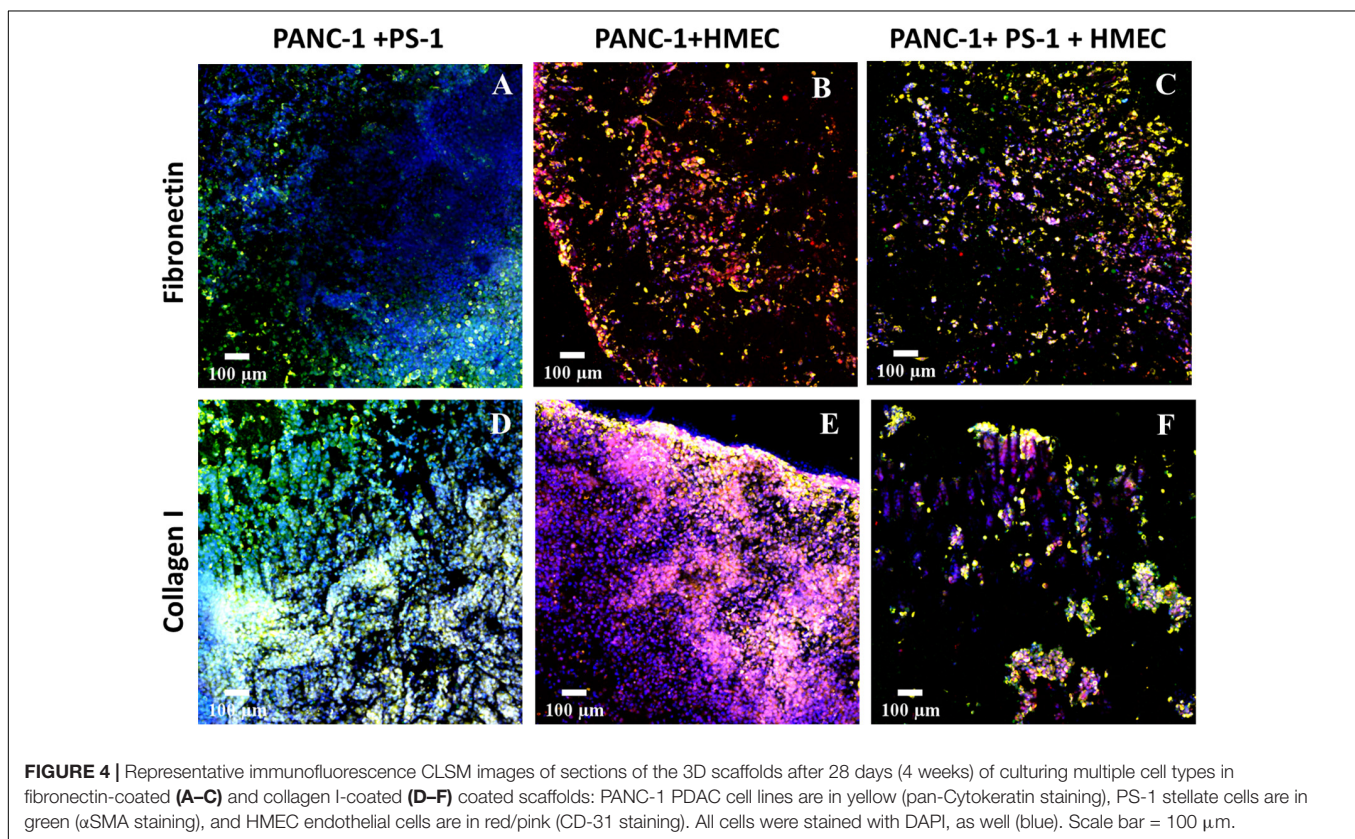 PANC-1 +PS-1 PANC-1+HMEC PANC-1+ PS-1 + HMEC
Fibronectin
A
100 µm
B
100 µm
C
100 µm
Collagen I
D
100 µm
E
100 µm
F
100 µm
FIGURE 4 | Representative immunofluorescence CLSM images of sections of the 3D scaffolds after 28 days (4 weeks) of culturing multiple cell types in
fibronectin-coated (A–C) and collagen I-coated (D–F) coated scaffolds: PANC-1 PDAC cell lines are in yellow (pan-Cytokeratin staining), PS-1 stellate cells are in
green (αSMA staining), and HMEC endothelial cells are in red/pink (CD-31 staining). All cells were stained with DAPI, as well (blue). Scale bar = 100 µm.